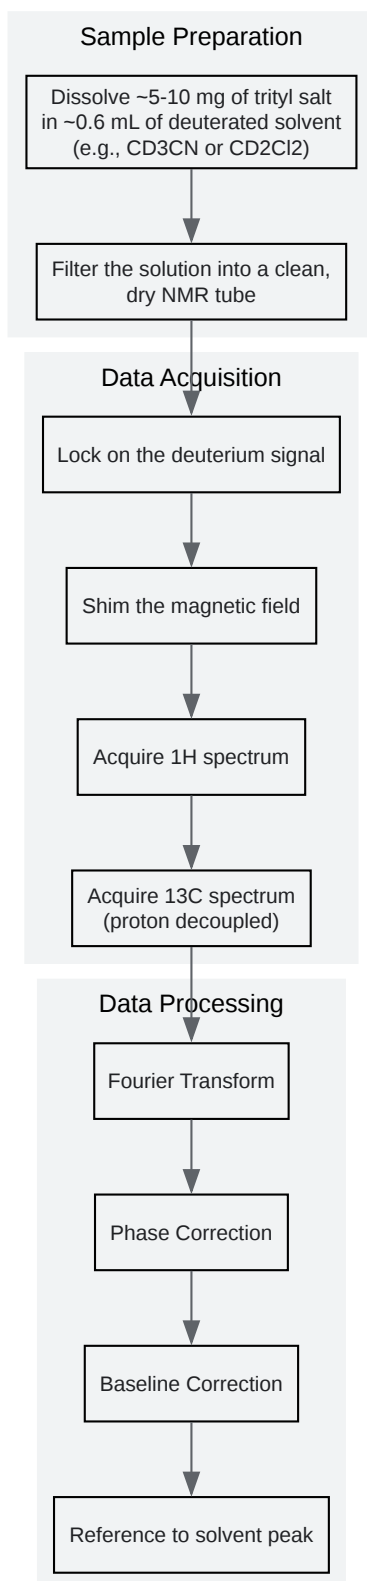 Sample Preparation
Dissolve ~5-10 mg of trityl salt
in ~0.6 mL of deuterated solvent
(e.g., CD3CN or CD2Cl2)
Filter the solution into a clean,
dry NMR tube
Data Acquisition
Lock on the deuterium signal
Shim the magnetic field
Acquire 1H spectrum
Acquire 13C spectrum
(proton decoupled)
Data Processing
Fourier Transform
Phase Correction
Baseline Correction
Reference to solvent peak